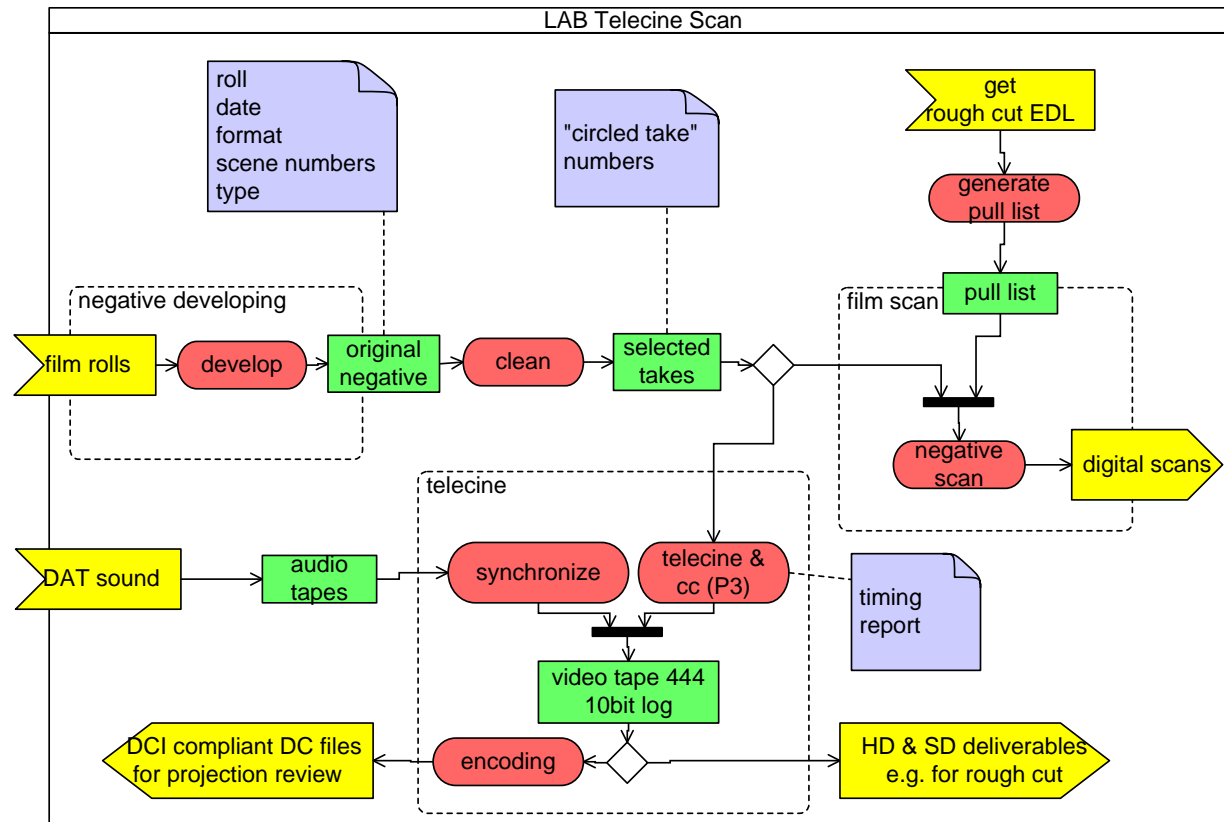 LAB Telecine Scan
roll
date
format
scene numbers
type
"circled take"
numbers
get
rough cut EDL
generate
pull list
negative developing
film scan
pull list
film rolls
develop
original
negative
clean
selected
takes
negative
scan
digital scans
telecine
DAT sound
audio
tapes
synchronize
telecine &
cc (P3)
timing
report
video tape 444
10bit log
DCI compliant DC files
for projection review
encoding
HD & SD deliverables
e.g. for rough cut